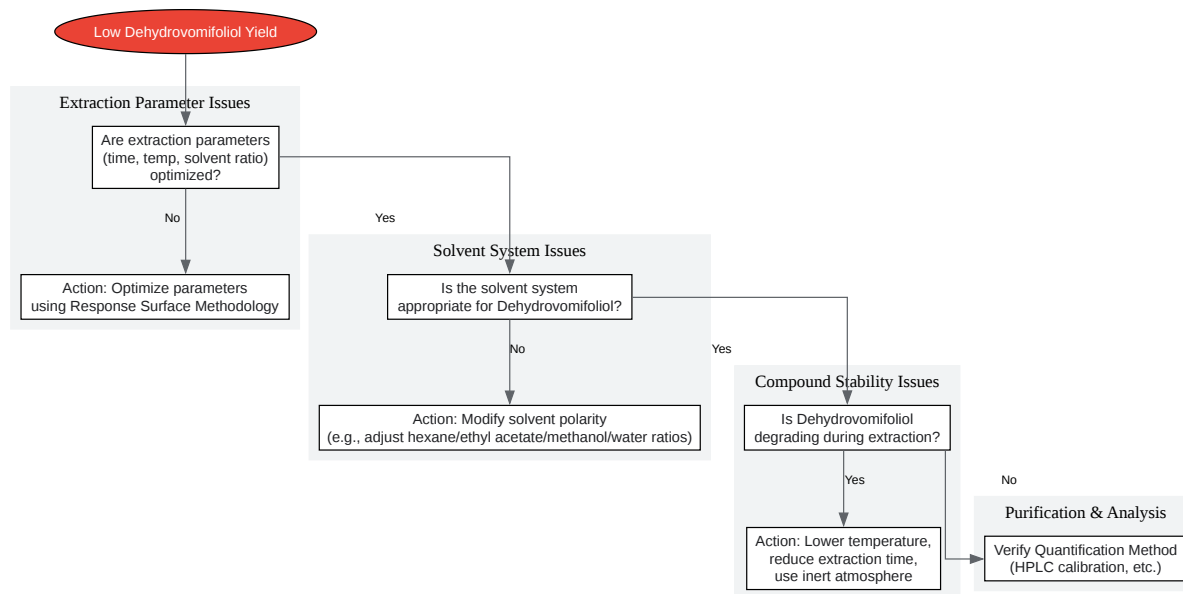 Low Dehydrovomifoliol Yield
Extraction Parameter Issues
Are extraction parameters
(time, temp, solvent ratio)
optimized?
No
Yes
Action: Optimize parameters
using Response Surface Methodology
Solvent System Issues
Is the solvent system
appropriate for Dehydrovomifoliol?
No
Yes
Action: Modify solvent polarity
(e.g., adjust hexane/ethyl acetate/methanol/water ratios)
Compound Stability Issues
Is Dehydrovomifoliol
degrading during extraction?
Yes
No
Action: Lower temperature,
reduce extraction time,
use inert atmosphere
Purification & Analysis
Verify Quantification Method
(HPLC calibration, etc.)